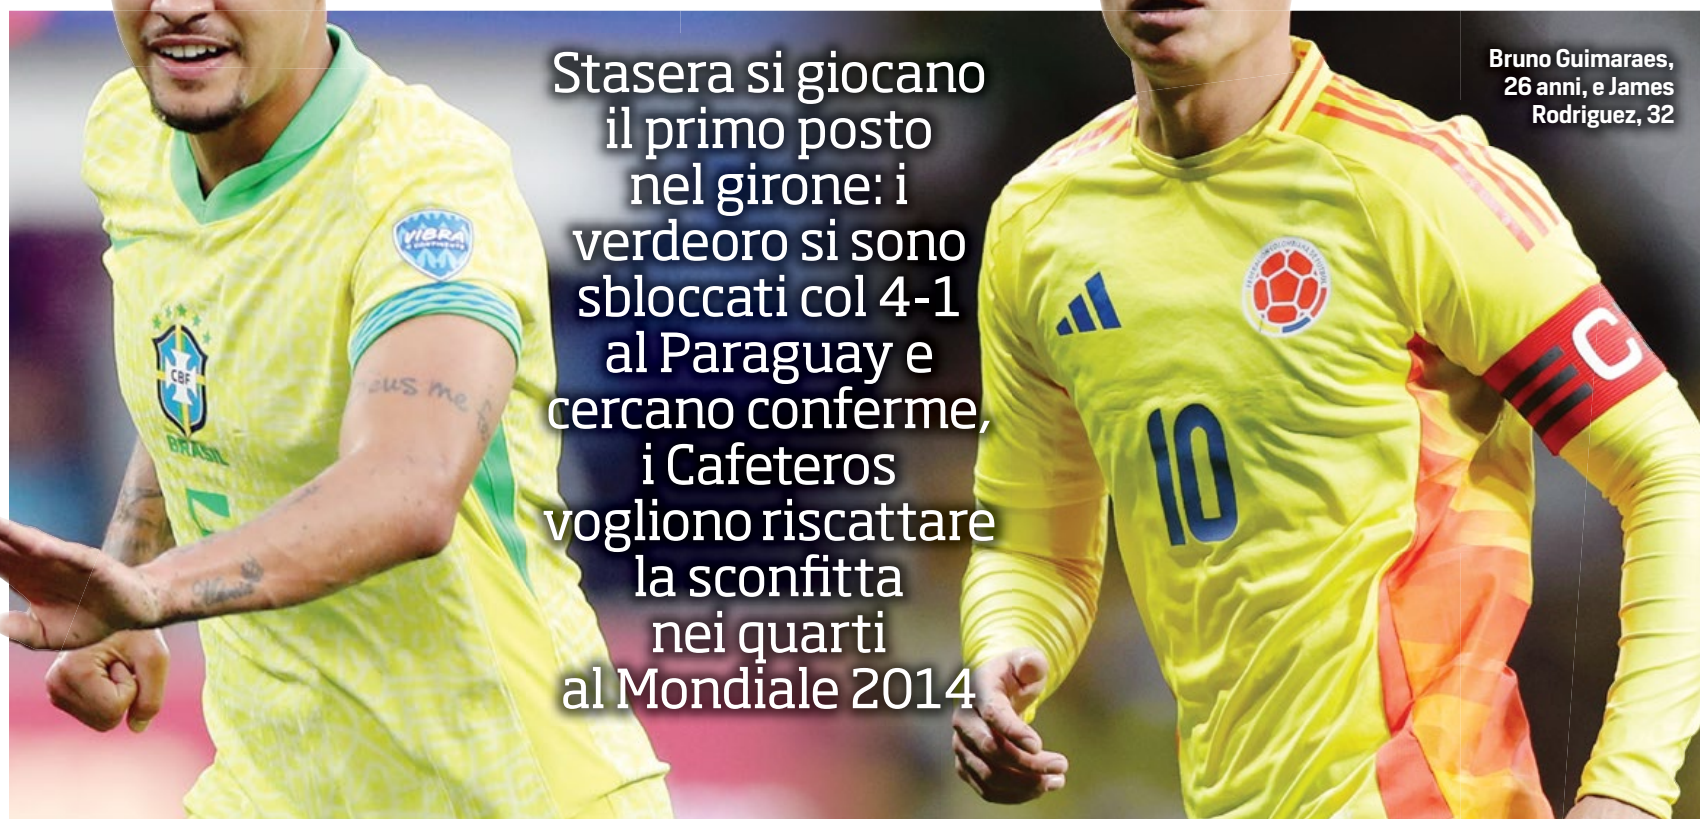 Stasera si giocano
il primo posto
nel girone: i
verdeoro si sono
sbloccati col 4-1
al Paraguay e
cercano conferme,
i Cafeteros
vogliono riscattare
la sconfitta
nei quarti
al Mondiale 2014
Bruno Guimaraes,
26 anni, e James
Rodriguez, 32
VIBRA
CBF
BRASIL
10
C